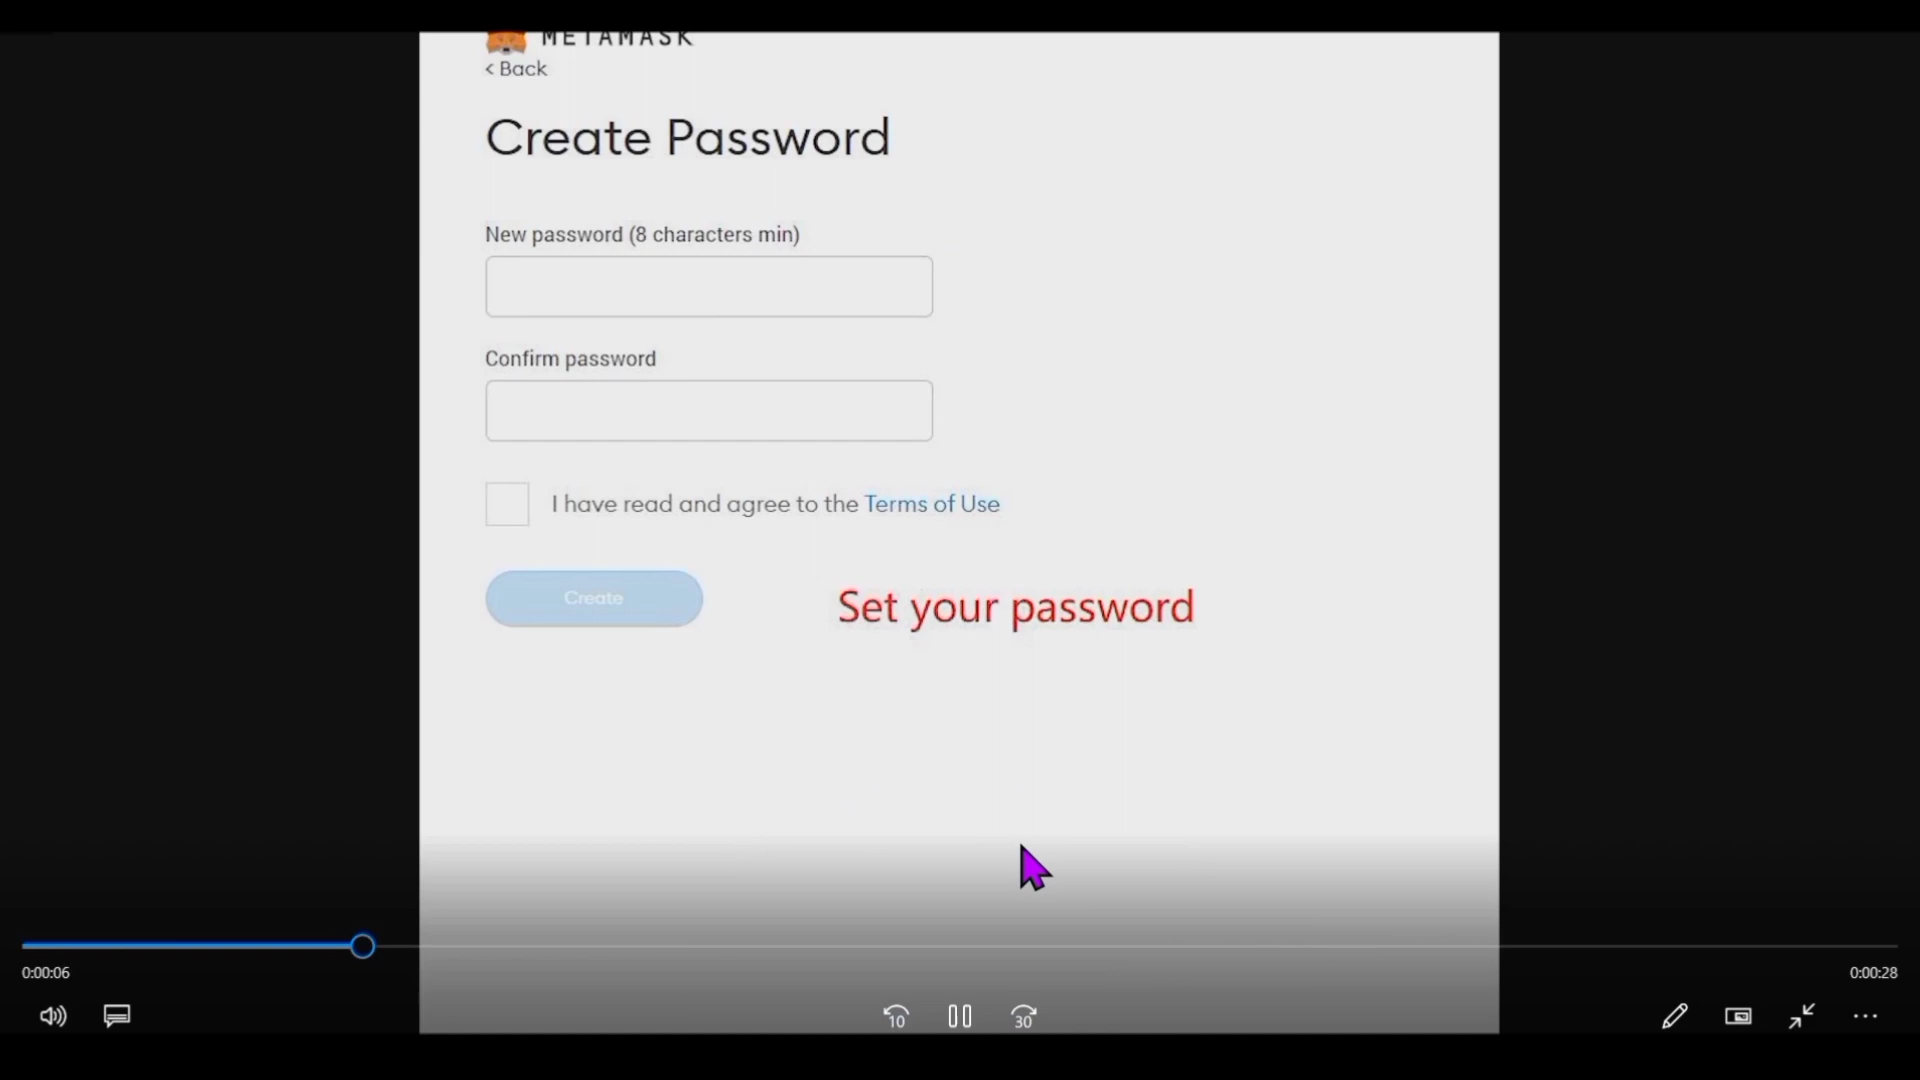 METAMASK
< Back
Create Password
New password (8 characters min)
Confirm password
I have read and agree to the Terms of Use
Create
Set your password
0:00:06
0:00:28
10
30